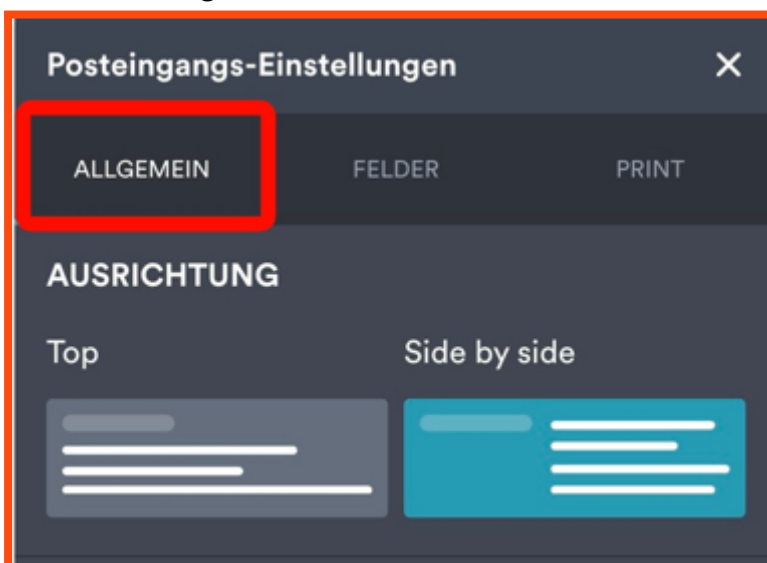 Posteingangs-Einstellungen
ALLGEMEIN FELDER PRINT
AUSRICHTUNG
Top Side by side